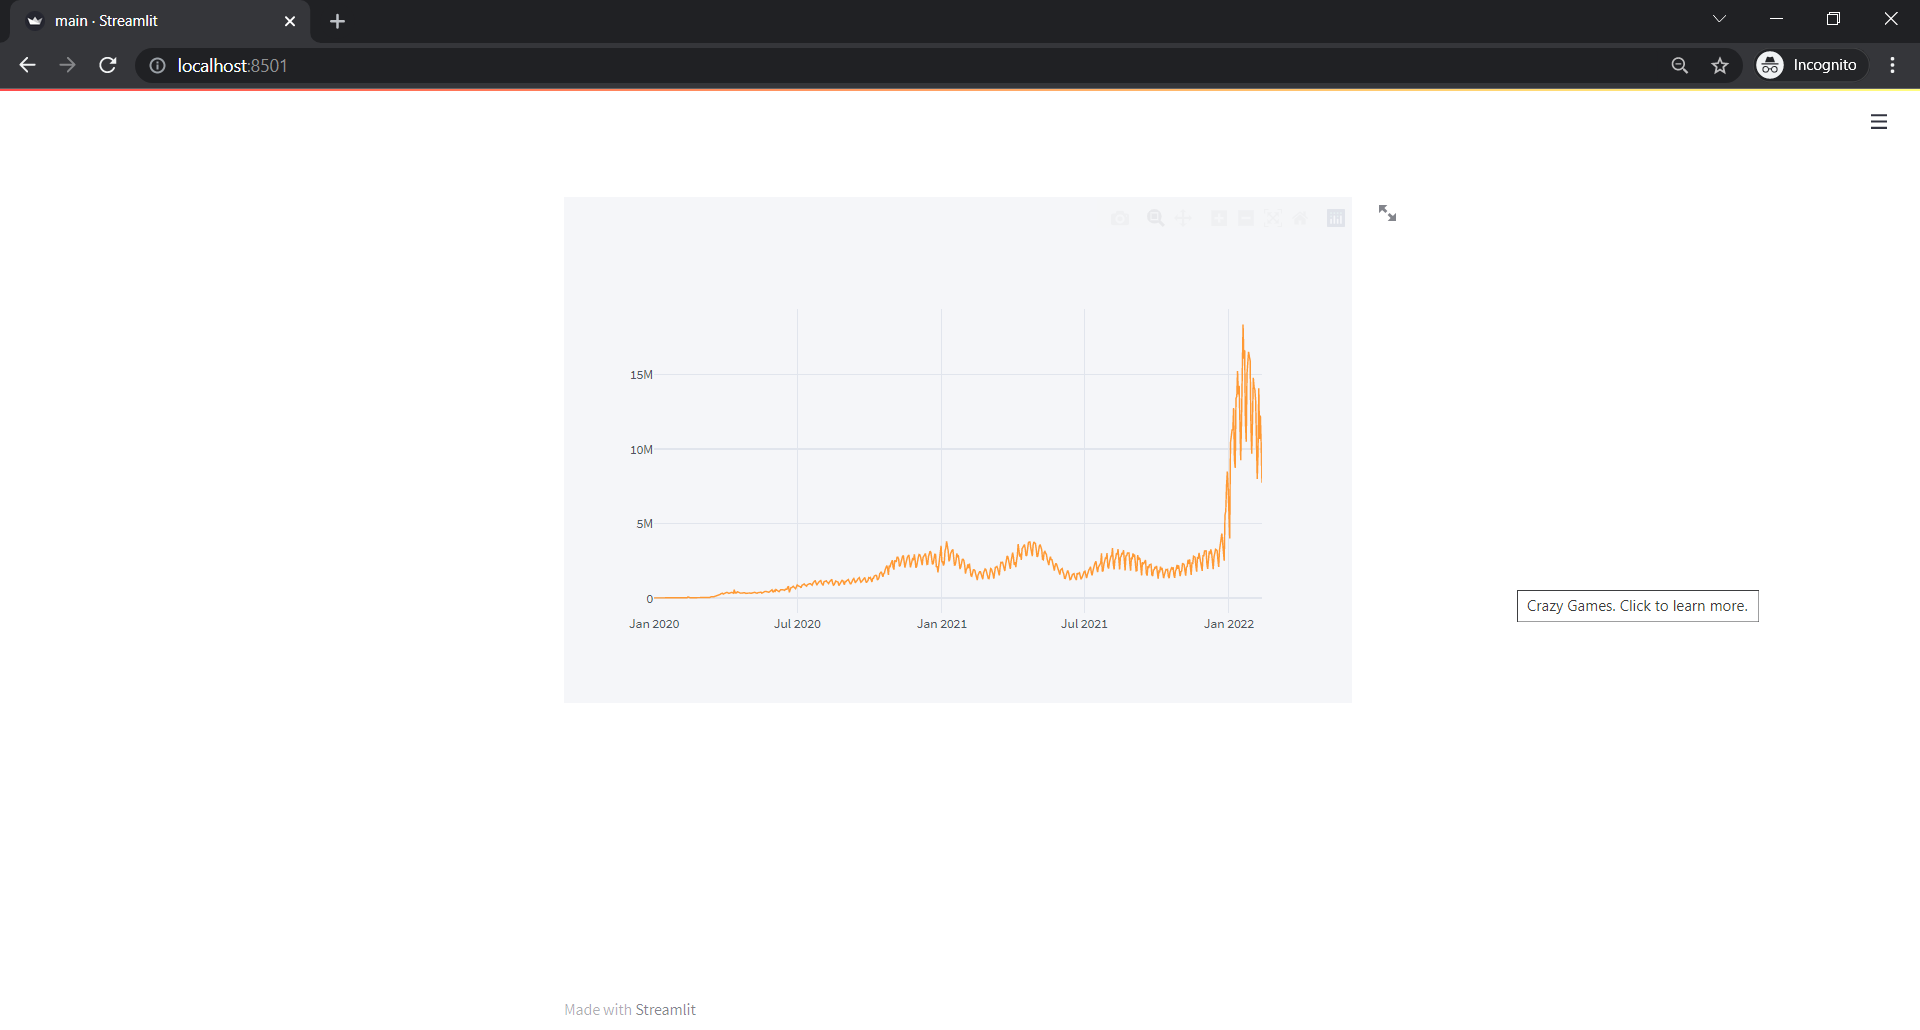 main · Streamlit
localhost:8501
Incognito
15M
10M
5M
0
Jan 2020
Jul 2020
Jan 2021
Jul 2021
Jan 2022
Crazy Games. Click to learn more.
Made with Streamlit